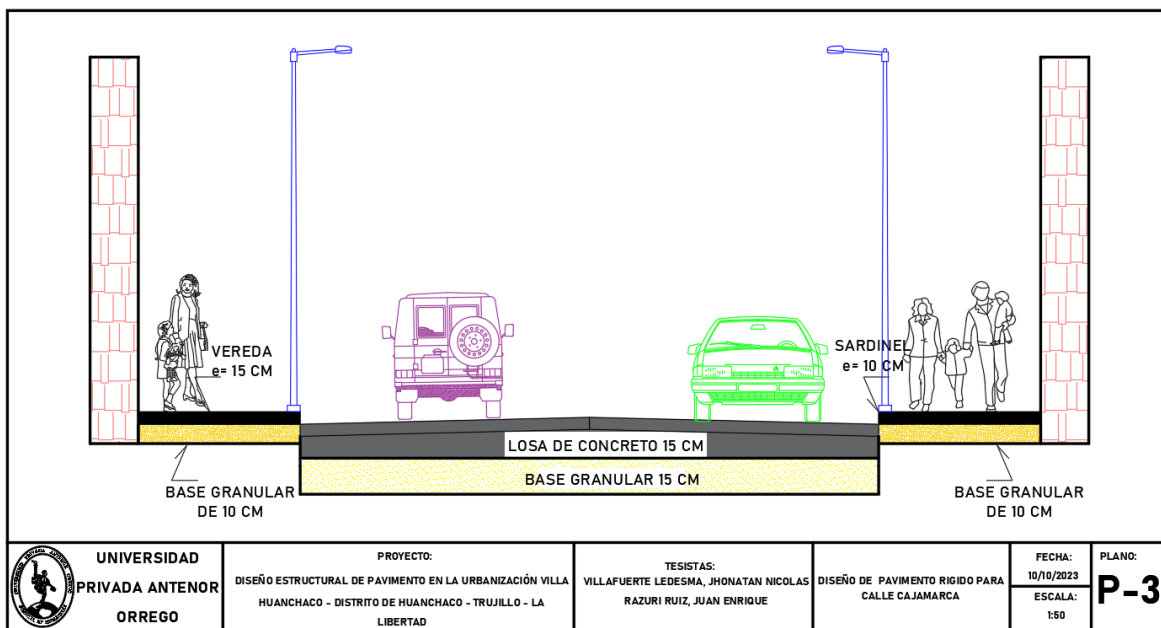 VEREDA
e= 15 CM
SARDINEL
e= 10 CM
LOSA DE CONCRETO 15 CM
BASE GRANULAR 15 CM
BASE GRANULAR
DE 10 CM
BASE GRANULAR
DE 10 CM
UNIVERSIDAD
PRIVADA ANTENOR
ORREGO
PROYECTO:
DISEÑO ESTRUCTURAL DE PAVIMENTO EN LA URBANIZACIÓN VILLA
HUANCHACO - DISTRITO DE HUANCHACO - TRUJILLO - LA
LIBERTAD
TESISTAS:
VILLAFUERTE LEDESMA, JHONATAN NICOLAS
RAZURI RUIZ, JUAN ENRIQUE
DISEÑO DE PAVIMENTO RIGIDO PARA
CALLE CAJAMARCA
FECHA:
10/10/2023
ESCALA:
1:50
PLANO:
P-3